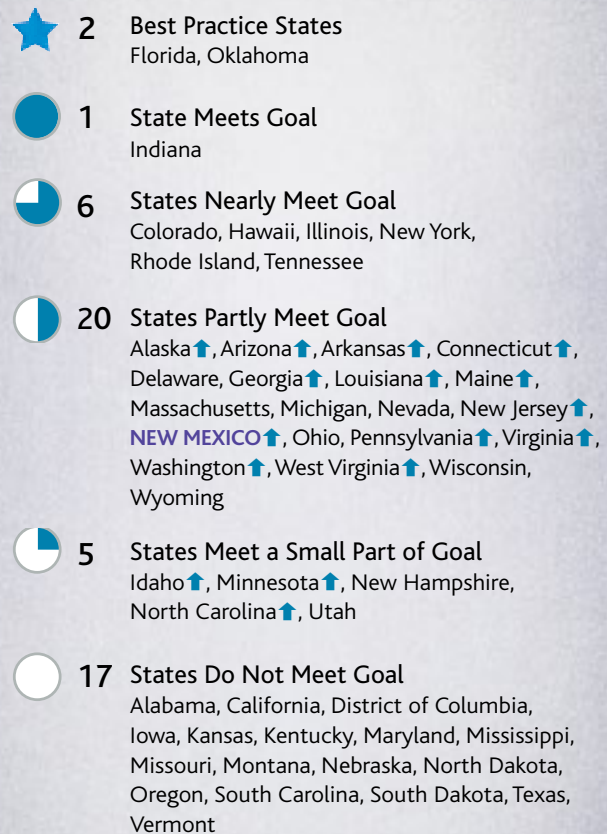 2 Best Practice States
Florida, Oklahoma
1 State Meets Goal
Indiana
6 States Nearly Meet Goal
Colorado, Hawaii, Illinois, New York,
Rhode Island, Tennessee
20 States Partly Meet Goal
Alaska⬆, Arizona⬆, Arkansas⬆, Connecticut⬆,
Delaware, Georgia⬆, Louisiana⬆, Maine⬆,
Massachusetts, Michigan, Nevada, New Jersey⬆,
NEW MEXICO⬆, Ohio, Pennsylvania⬆, Virginia⬆,
Washington⬆, West Virginia⬆, Wisconsin,
Wyoming
5 States Meet a Small Part of Goal
Idaho⬆, Minnesota⬆, New Hampshire,
North Carolina⬆, Utah
17 States Do Not Meet Goal
Alabama, California, District of Columbia,
Iowa, Kansas, Kentucky, Maryland, Mississippi,
Missouri, Montana, Nebraska, North Dakota,
Oregon, South Carolina, South Dakota, Texas,
Vermont